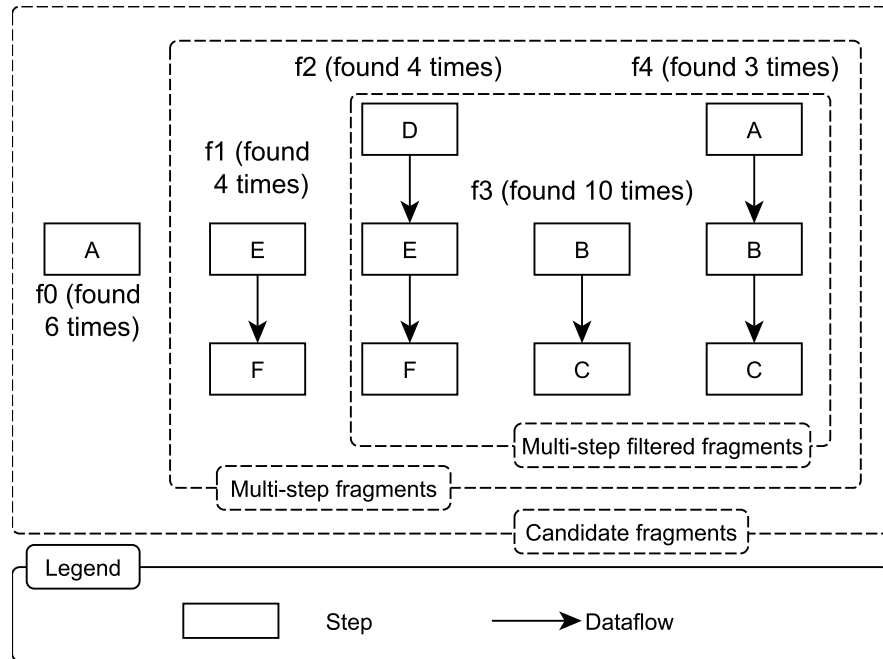 f2 (found 4 times)
f4 (found 3 times)
D
A
f1 (found
4 times)
f3 (found 10 times)
A
E
E
B
B
f0 (found
6 times)
F
F
C
C
Multi-step filtered fragments
Multi-step fragments
Candidate fragments
Legend
Step
Dataflow